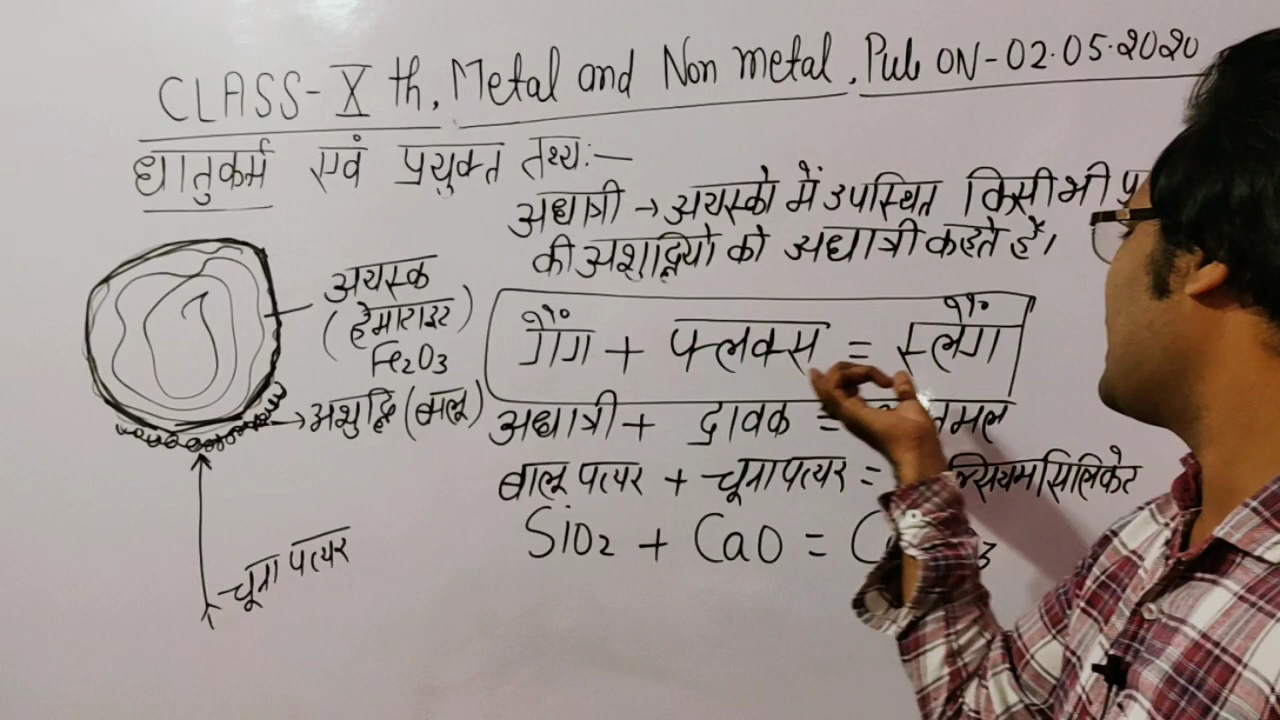 CLASS-X th, Metal and Non metal, Pub ON-02.05.2020
धातुकर्म एवं प्रयुक्त तथ्य:—
अधात्री → अयस्को में उपस्थित किसी भी
की अशुद्धियो को अधात्री कहते हैं।
अयस्क
(हेमाटाइट)
Fe2O3
→ अशुद्धि (बालू)
चूना पत्थर
गैंग + फ्लक्स = स्लैग
अधात्री + द्रावक =
बालू पत्थर + चूना पत्थर = सिलिकेट
SiO2 + CaO = C 3